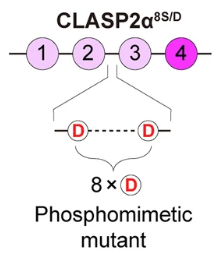 CLASP2α8S/D
1 2 3 4
D D
8 × D
Phosphomimetic
mutant